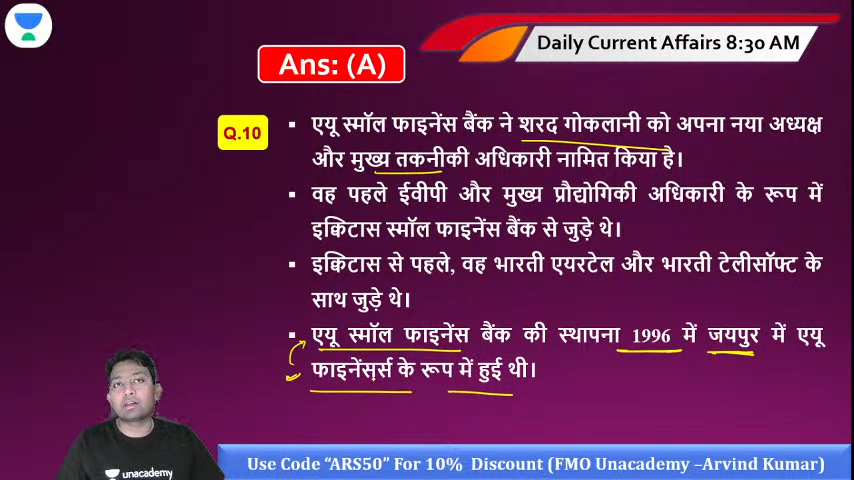 Daily Current Affairs 8:30 AM
Ans: (A)
Q.10
▪ एयू स्मॉल फाइनेंस बैंक ने शरद गोकलानी को अपना नया अध्यक्ष
और मुख्य तकनीकी अधिकारी नामित किया है।
▪ वह पहले ईवीपी और मुख्य प्रौद्योगिकी अधिकारी के रूप में
इक्विटास स्मॉल फाइनेंस बैंक से जुड़े थे।
▪ इक्विटास से पहले, वह भारती एयरटेल और भारती टेलीसॉफ्ट के
साथ जुड़े थे।
▪ एयू स्मॉल फाइनेंस बैंक की स्थापना 1996 में जयपुर में एयू
फाइनेंसर्स के रूप में हुई थी।
unacademy
Use Code “ARS50” For 10% Discount (FMO Unacademy –Arvind Kumar)